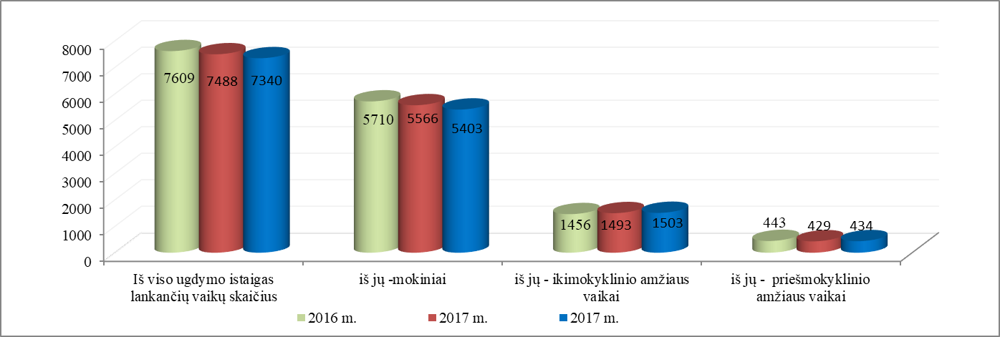 8000
7000
6000
5000
4000
3000
2000
1000
0
7609 7488 7340
5710 5566 5403
1456 1493 1503
443 429 434
Iš viso ugdymo istaigas
lankančių vaikų skaičius
iš jų -mokiniai
iš jų - ikimokyklinio amžiaus
vaikai
iš jų - priešmokyklinio
amžiaus vaikai
2016 m. 2017 m. 2017 m.